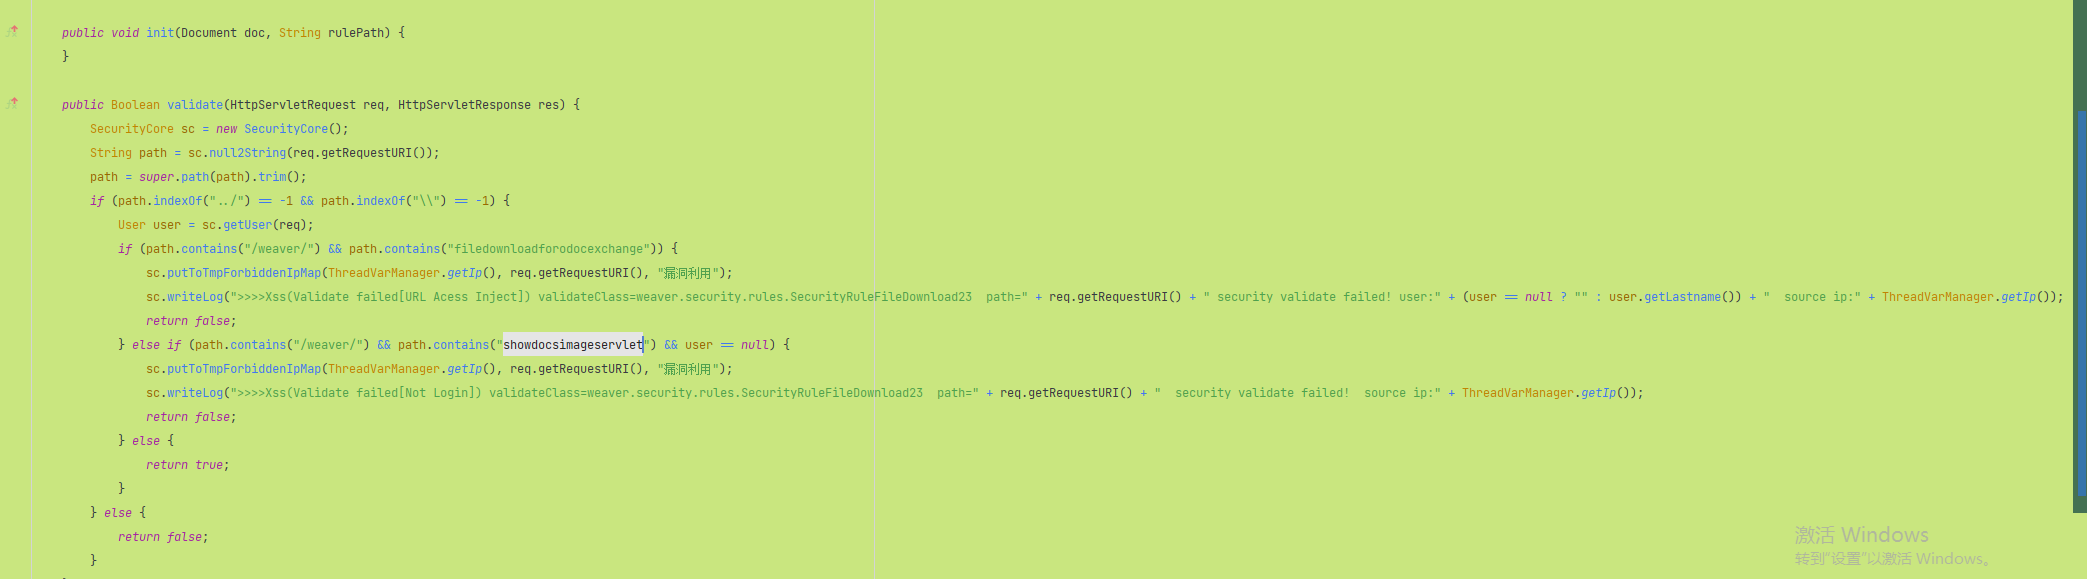 public void init(Document doc, String rulePath) {
}
public Boolean validate(HttpServletRequest req, HttpServletResponse res) {
SecurityCore sc = new SecurityCore();
String path = sc.null2String(req.getRequestURI());
path = super.path(path).trim();
if (path.indexOf("../") == -1 && path.indexOf("\\") == -1) {
User user = sc.getUser(req);
if (path.contains("/weaver/") && path.contains("filedownloadforodocexchange")) {
sc.putToTmpForbiddenIpMap(ThreadVarManager.getIp(), req.getRequestURI(), "漏洞利用");
sc.writeLog(">>>>Xss(Validate failed[URL Acess Inject]) validateClass=weaver.security.rules.SecurityRuleFileDownload23  path=" + req.getRequestURI() + " security validate failed! user:" + (user == null ? "" : user.getLastname()) + "  source ip:" + ThreadVarManager.getIp());
return false;
} else if (path.contains("/weaver/") && path.contains("showdocsimageservlet") && user == null) {
sc.putToTmpForbiddenIpMap(ThreadVarManager.getIp(), req.getRequestURI(), "漏洞利用");
sc.writeLog(">>>>Xss(Validate failed[Not Login]) validateClass=weaver.security.rules.SecurityRuleFileDownload23  path=" + req.getRequestURI() + "  security validate failed!  source ip:" + ThreadVarManager.getIp());
return false;
} else {
return true;
}
} else {
return false;
}
激活 Windows
转到"设置"以激活 Windows。